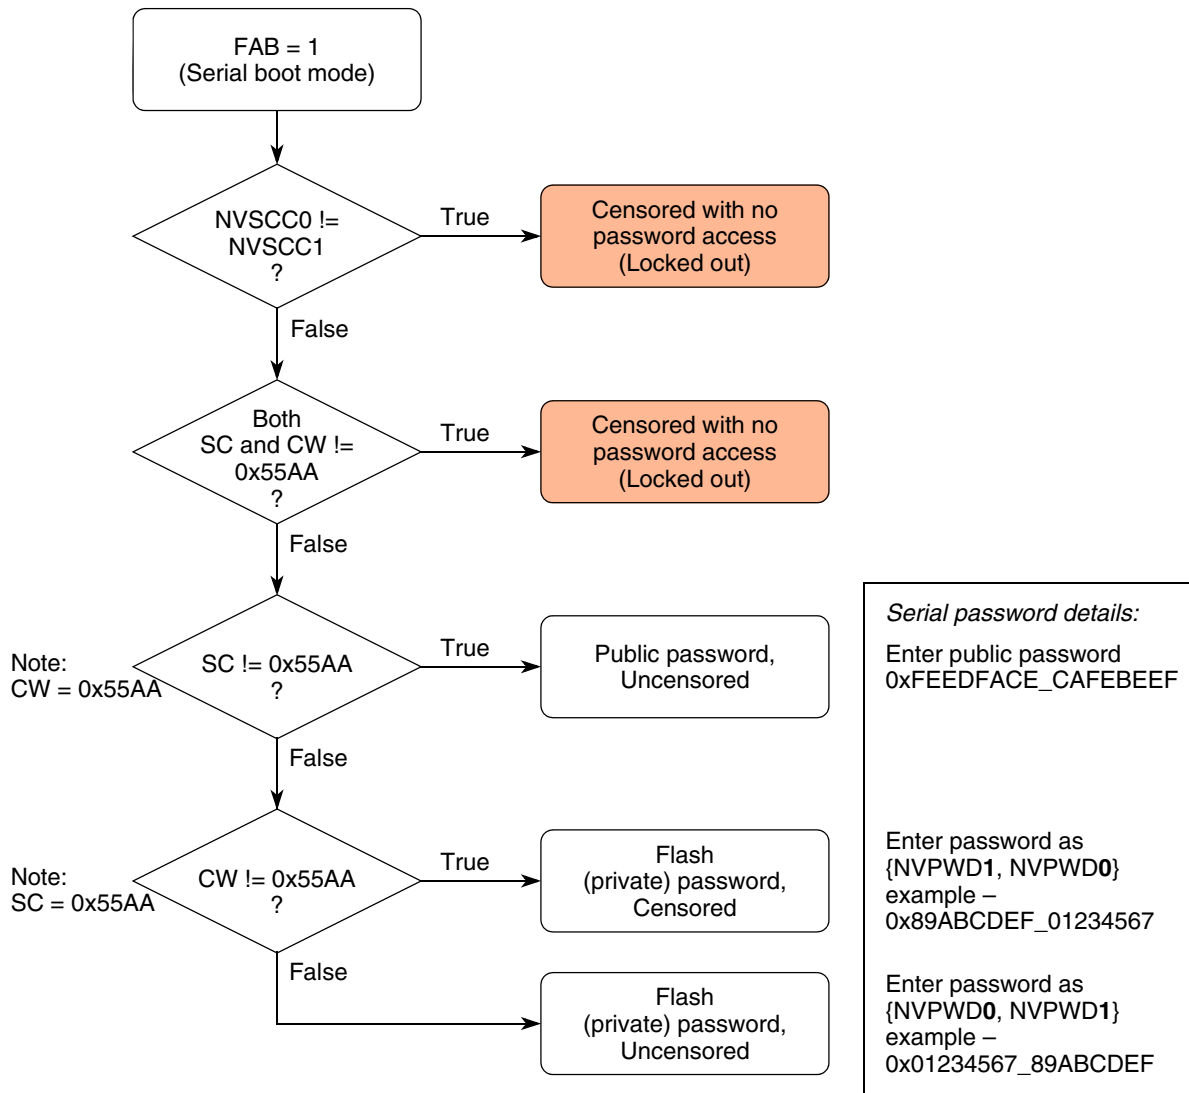 FAB = 1
(Serial boot mode)
NVSCC0 !=
NVSCC1
?
True
Censored with no
password access
(Locked out)
False
Both
SC and CW !=
0x55AA
?
True
Censored with no
password access
(Locked out)
False
Note:
CW = 0x55AA
SC != 0x55AA
?
True
Public password,
Uncensored
Serial password details:
Enter public password
0xFEEDFACE_CAFEBEEF
False
Note:
SC = 0x55AA
CW != 0x55AA
?
True
Flash
(private) password,
Censored
Enter password as
{NVPWD1, NVPWD0}
example –
0x89ABCDEF_01234567
False
Flash
(private) password,
Uncensored
Enter password as
{NVPWD0, NVPWD1}
example –
0x01234567_89ABCDEF